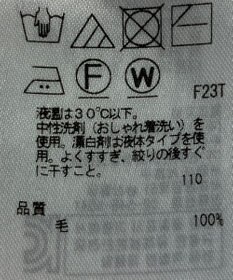 F W F23T
液温は30℃以下。
中性洗剤(おしゃれ着洗い)を
使用。漂白剤は液体タイプを使
用。よくすすぎ、絞りの後すぐ
に干すこと。
110
品質
毛 100%